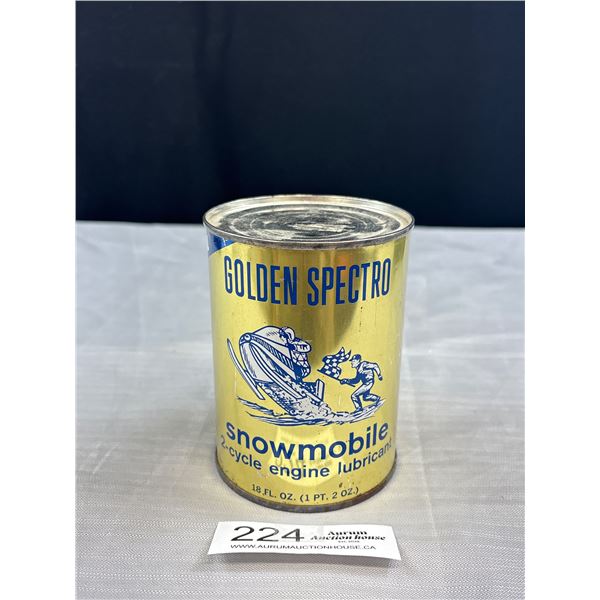 GOLDEN SPECTRO
snowmobile
2-cycle engine lubricant
18 FL. OZ. (1 PT. 2 OZ.)
224
Aurum
Auction house
WWW.AURUMAUCTIONHOUSE.CA